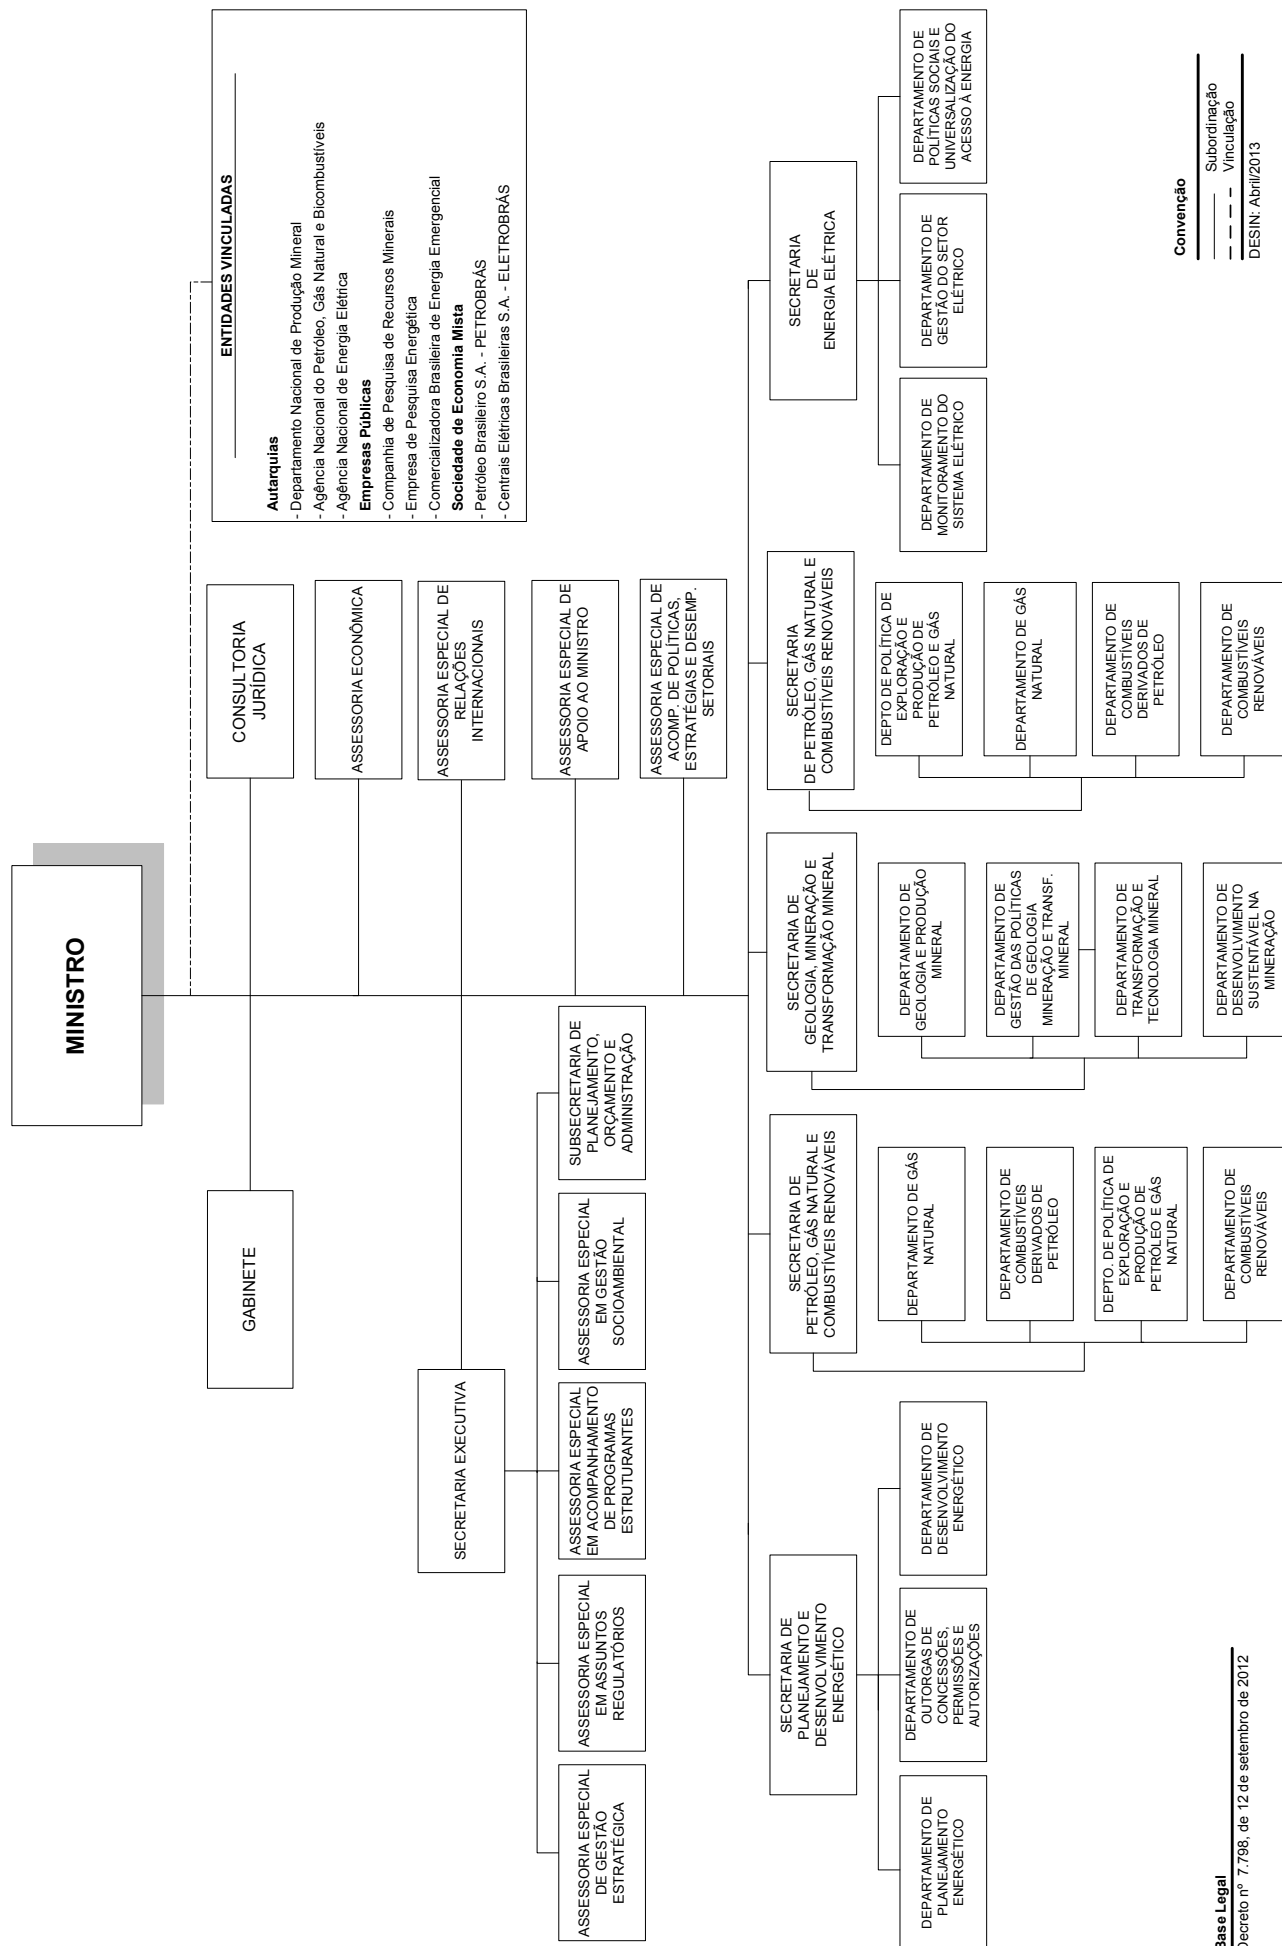 MINISTRO
ENTIDADES VINCULADAS
Autarquias
- Departamento Nacional de Produção Mineral
- Agência Nacional do Petróleo, Gás Natural e Bicombustíveis
- Agência Nacional de Energia Elétrica
Empresas Públicas
- Companhia de Pesquisa de Recursos Minerais
- Empresa de Pesquisa Energética
- Comercializadora Brasileira de Energia Emergencial
Sociedade de Economia Mista
- Petróleo Brasileiro S.A. - PETROBRÁS
- Centrais Elétricas Brasileiras S.A. - ELETROBRÁS
GABINETE
CONSULTORIA
JURÍDICA
ASSESSORIA ECONÔMICA
SECRETARIA EXECUTIVA
ASSESSORIA ESPECIAL DE
RELAÇÕES
INTERNACIONAIS
ASSESSORIA ESPECIAL
DE GESTÃO
ESTRATÉGICA
ASSESSORIA ESPECIAL
EM ASSUNTOS
REGULATÓRIOS
ASSESSORIA ESPECIAL
EM ACOMPANHAMENTO
DE PROGRAMAS
ESTRUTURANTES
ASSESSORIA ESPECIAL
EM GESTÃO
SOCIOAMBIENTAL
SUBSECRETARIA DE
PLANEJAMENTO,
ORÇAMENTO E
ADMINISTRAÇÃO
ASSESSORIA ESPECIAL DE
APOIO AO MINISTRO
ASSESSORIA ESPECIAL DE
ACOMP. DE POLÍTICAS,
ESTRATÉGIAS E DESEMP.
SETORIAIS
SECRETARIA DE
PLANEJAMENTO E
DESENVOLVIMENTO
ENERGÉTICO
DEPARTAMENTO DE
PLANEJAMENTO
ENERGÉTICO
DEPARTAMENTO DE
OUTORGAS DE
CONCESSÕES,
PERMISSÕES E
AUTORIZAÇÕES
DEPARTAMENTO DE
DESENVOLVIMENTO
ENERGÉTICO
SECRETARIA DE
PETRÓLEO, GÁS NATURAL E
COMBUSTÍVEIS RENOVÁVEIS
DEPARTAMENTO DE GÁS
NATURAL
DEPARTAMENTO DE
COMBUSTÍVEIS
DERIVADOS DE
PETRÓLEO
DEPTO. DE POLÍTICA DE
EXPLORAÇÃO E
PRODUÇÃO DE
PETRÓLEO E GÁS
NATURAL
DEPARTAMENTO DE
COMBUSTÍVEIS
RENOVÁVEIS
SECRETARIA DE
GEOLOGIA, MINERAÇÃO E
TRANSFORMAÇÃO MINERAL
DEPARTAMENTO DE
GEOLOGIA E PRODUÇÃO
MINERAL
DEPARTAMENTO DE
GESTÃO DAS POLÍTICAS
DE GEOLOGIA
MINERAÇÃO E TRANSF.
MINERAL
DEPARTAMENTO DE
TRANSFORMAÇÃO E
TECNOLOGIA MINERAL
DEPARTAMENTO DE
DESENVOLVIMENTO
SUSTENTÁVEL NA
MINERAÇÃO
SECRETARIA
DE PETRÓLEO, GÁS NATURAL E
COMBUSTÍVEIS RENOVÁVEIS
DEPTO DE POLÍTICA DE
EXPLORAÇÃO E
PRODUÇÃO DE
PETRÓLEO E GÁS
NATURAL
DEPARTAMENTO DE GÁS
NATURAL
DEPARTAMENTO DE
COMBUSTÍVEIS
DERIVADOS DE
PETRÓLEO
DEPARTAMENTO DE
COMBUSTÍVEIS
RENOVÁVEIS
SECRETARIA
DE
ENERGIA ELÉTRICA
DEPARTAMENTO DE
MONITORAMENTO DO
SISTEMA ELÉTRICO
DEPARTAMENTO DE
GESTÃO DO SETOR
ELÉTRICO
DEPARTAMENTO DE
POLÍTICAS SOCIAIS E
UNIVERSALIZAÇÃO DO
ACESSO À ENERGIA
Base Legal
Decreto nº 7.798, de 12 de setembro de 2012
Convenção
Subordinação
Vinculação
DESIN: Abril/2013